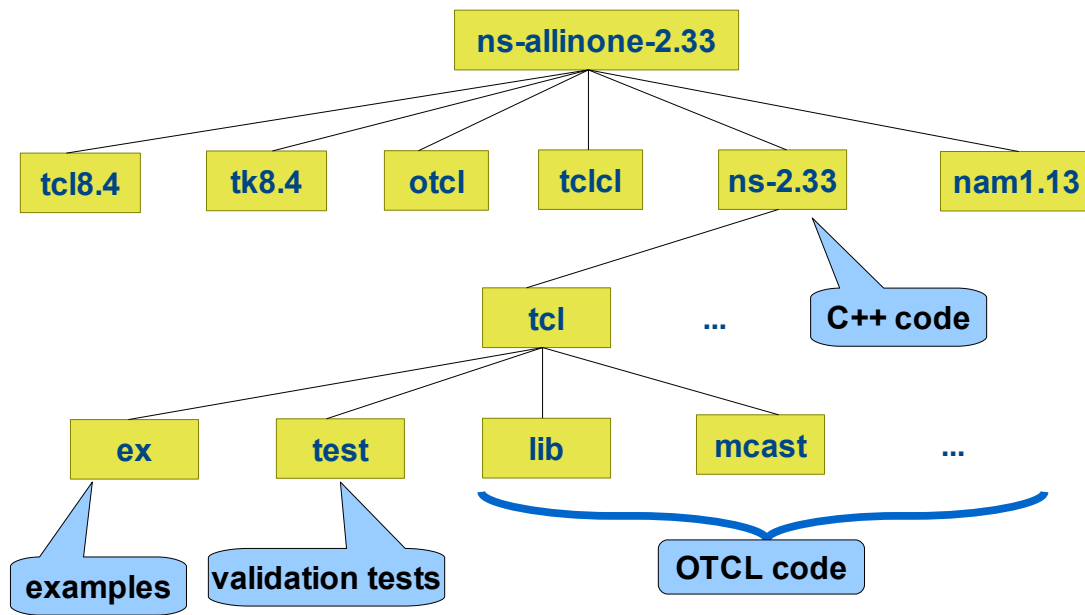 ns-allinone-2.33
tcl8.4
tk8.4
otcl
tclcl
ns-2.33
nam1.13
tcl
...
C++ code
ex
test
lib
mcast
...
examples
validation tests
OTCL code